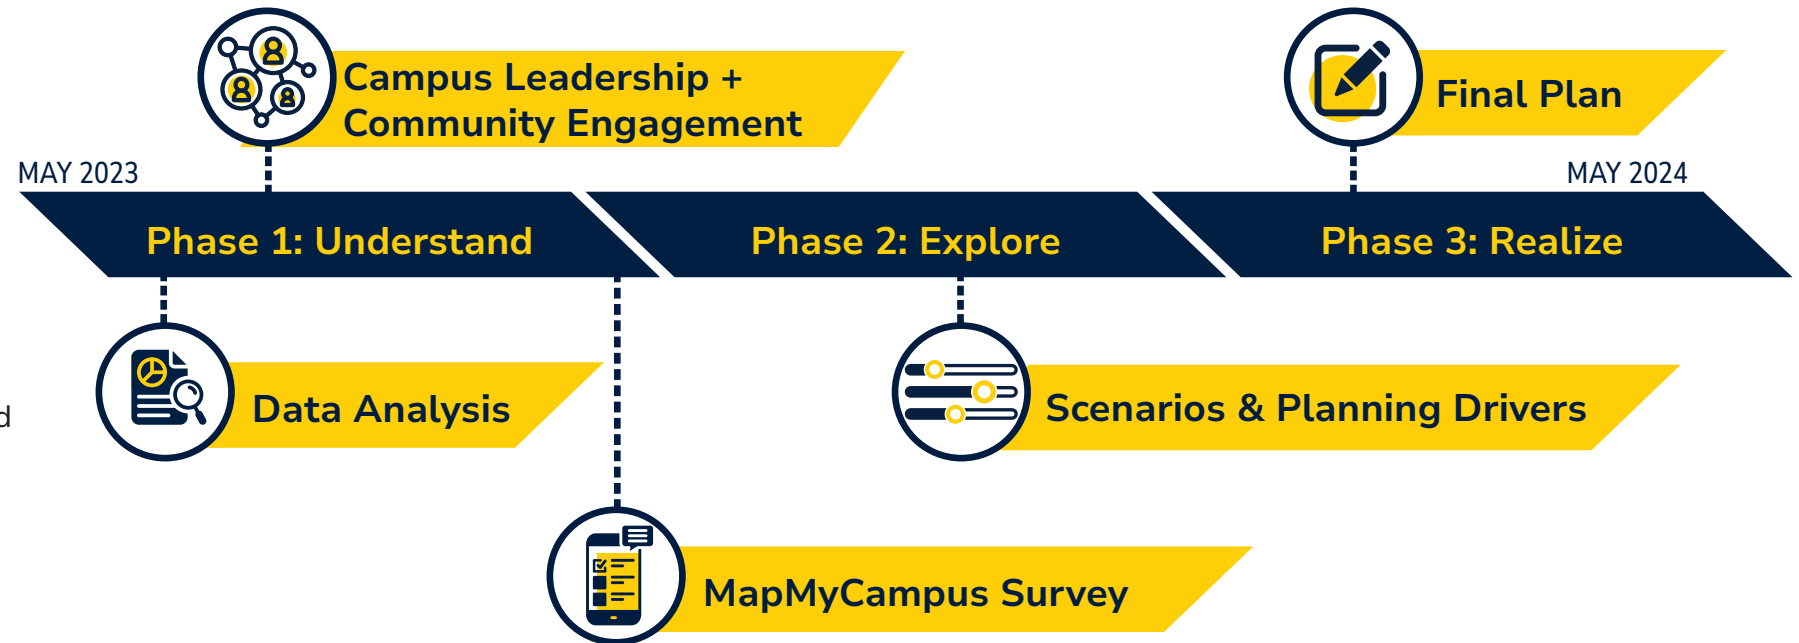 Campus Leadership +
Community Engagement
Final Plan
MAY 2023
MAY 2024
Phase 1: Understand
Phase 2: Explore
Phase 3: Realize
d
Data Analysis
Scenarios & Planning Drivers
MapMyCampus Survey